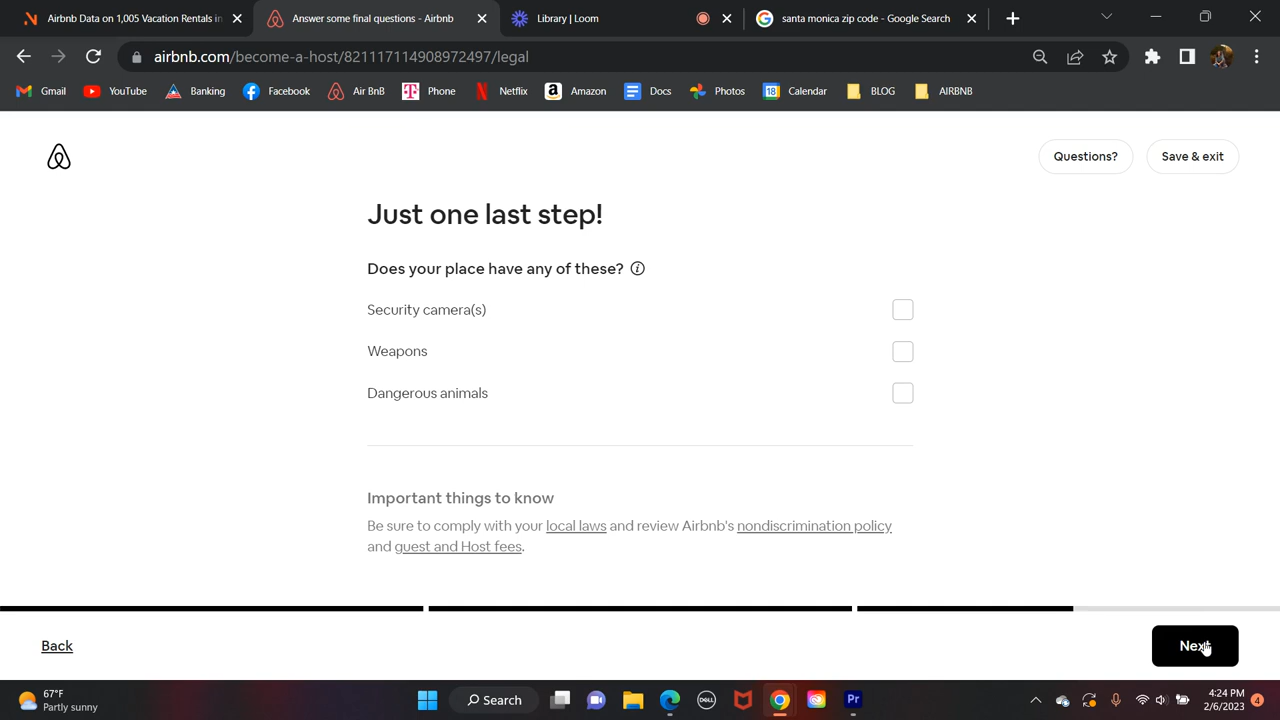 Airbnb Data on 1,005 Vacation Rentals in
Answer some final questions - Airbnb
Library | Loom
santa monica zip code - Google Search
airbnb.com/become-a-host/821117114908972497/legal
Gmail
YouTube
Banking
Facebook
Air BnB
Phone
Netflix
Amazon
Docs
Photos
18
Calendar
BLOG
AIRBNB
Questions?
Save & exit
Just one last step!
Does your place have any of these?
Security camera(s)
Weapons
Dangerous animals
Important things to know
Be sure to comply with your local laws and review Airbnb's nondiscrimination policy
and guest and Host fees.
Back
Next
67°F
Partly sunny
Search
DELL
Pr
4:24 PM
2/6/2023
4